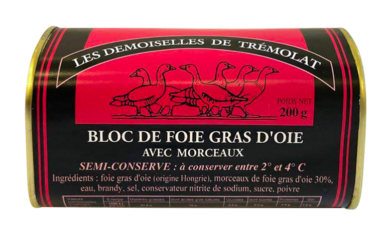 LES DEMOISELLES DE TRÉMOLAT
POIDS NET
200 g
BLOC DE FOIE GRAS D'OIE
AVEC MORCEAUX
SEMI-CONSERVE : à conserver entre 2° et 4° C
Ingrédients : foie gras d'oie (origine Hongrie), morceaux de foie gras d'oie 30%,
eau, brandy, sel, conservateur nitrite de sodium, sucre, poivre